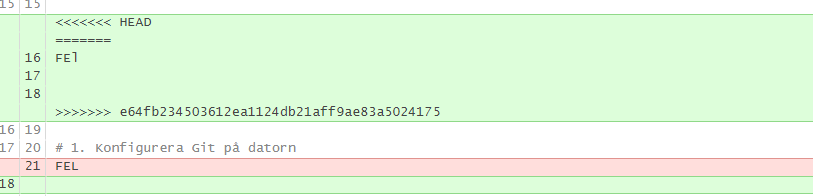 15 15
<<<<<<< HEAD
=======
16 FEl
17
18
>>>>>>> e64fb234503612ea1124db21aff9ae83a5024175
16 19
17 20 # 1. Konfigurera Git på datorn
21 FEL
18